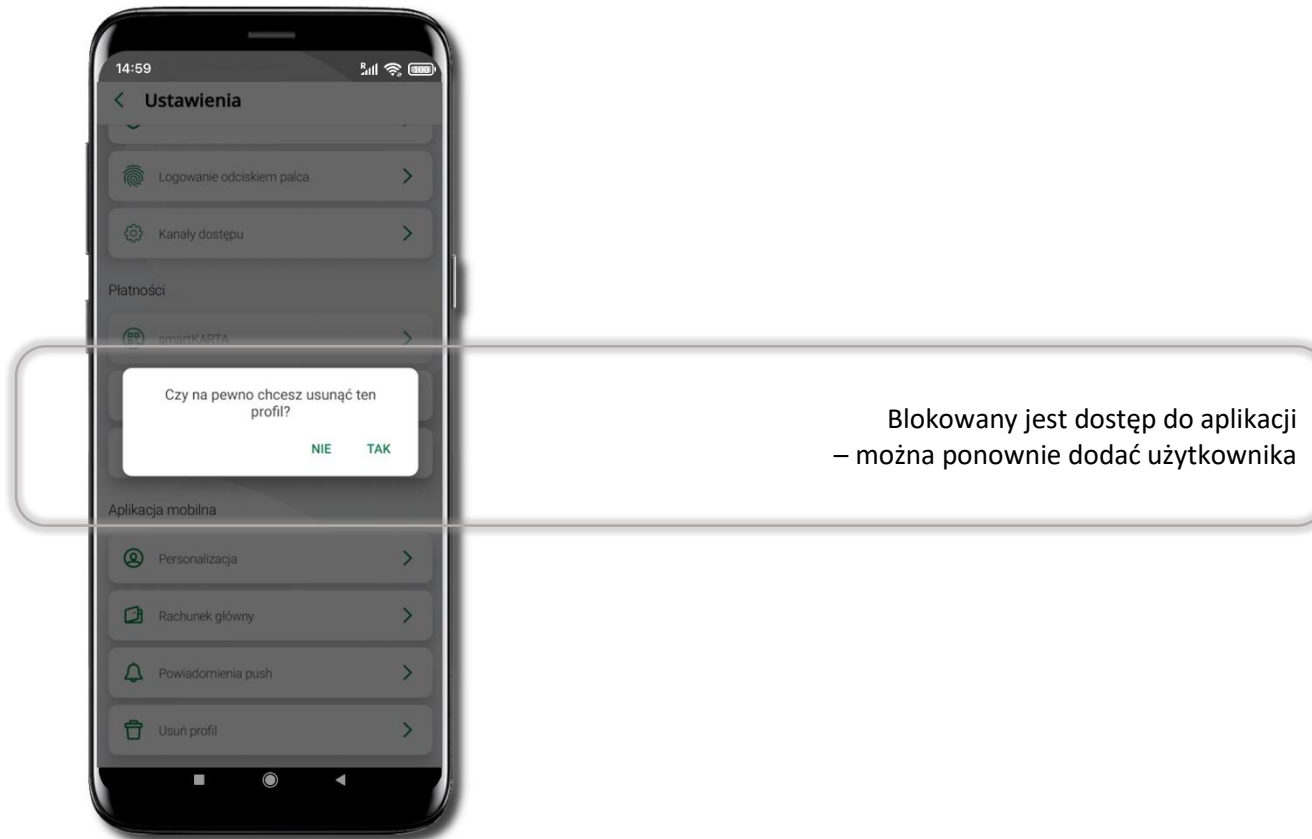 14:59
Ustawienia
Logowanie odciskiem palca
Kanały dostępu
Płatności
smartKARTA
Czy na pewno chcesz usunąć ten
profil?
NIE TAK
Blokowany jest dostęp do aplikacji
– można ponownie dodać użytkownika
Aplikacja mobilna
Personalizacja
Rachunek główny
Powiadomienia push
Usuń profil